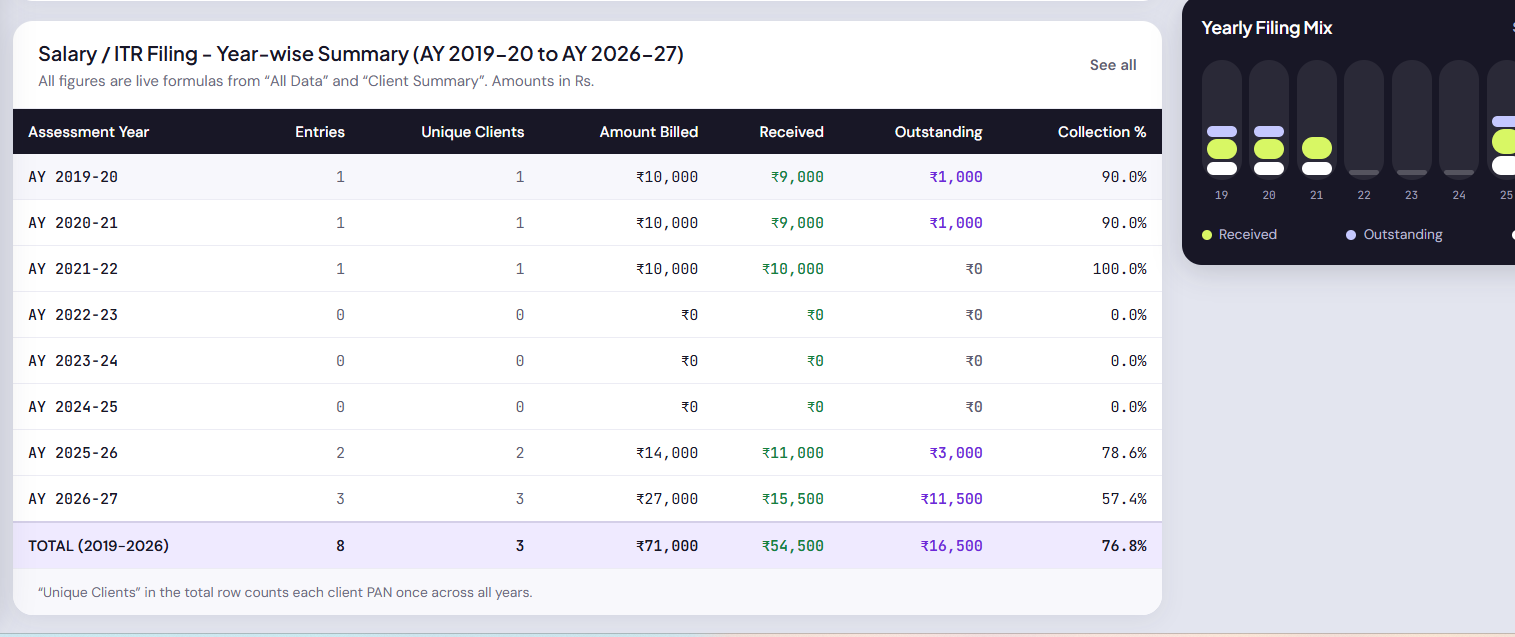 Salary / ITR Filing - Year-wise Summary (AY 2019-20 to AY 2026-27)
All figures are live formulas from “All Data” and “Client Summary”. Amounts in Rs.
See all
Assessment Year Entries Unique Clients Amount Billed Received Outstanding Collection %
AY 2019-20 1 1 ₹10,000 ₹9,000 ₹1,000 90.0%
AY 2020-21 1 1 ₹10,000 ₹9,000 ₹1,000 90.0%
AY 2021-22 1 1 ₹10,000 ₹10,000 ₹0 100.0%
AY 2022-23 0 0 ₹0 ₹0 ₹0 0.0%
AY 2023-24 0 0 ₹0 ₹0 ₹0 0.0%
AY 2024-25 0 0 ₹0 ₹0 ₹0 0.0%
AY 2025-26 2 2 ₹14,000 ₹11,000 ₹3,000 78.6%
AY 2026-27 3 3 ₹27,000 ₹15,500 ₹11,500 57.4%
TOTAL (2019-2026) 8 3 ₹71,000 ₹54,500 ₹16,500 76.8%
“Unique Clients” in the total row counts each client PAN once across all years.
Yearly Filing Mix
19 20 21 22 23 24 25
Received Outstanding